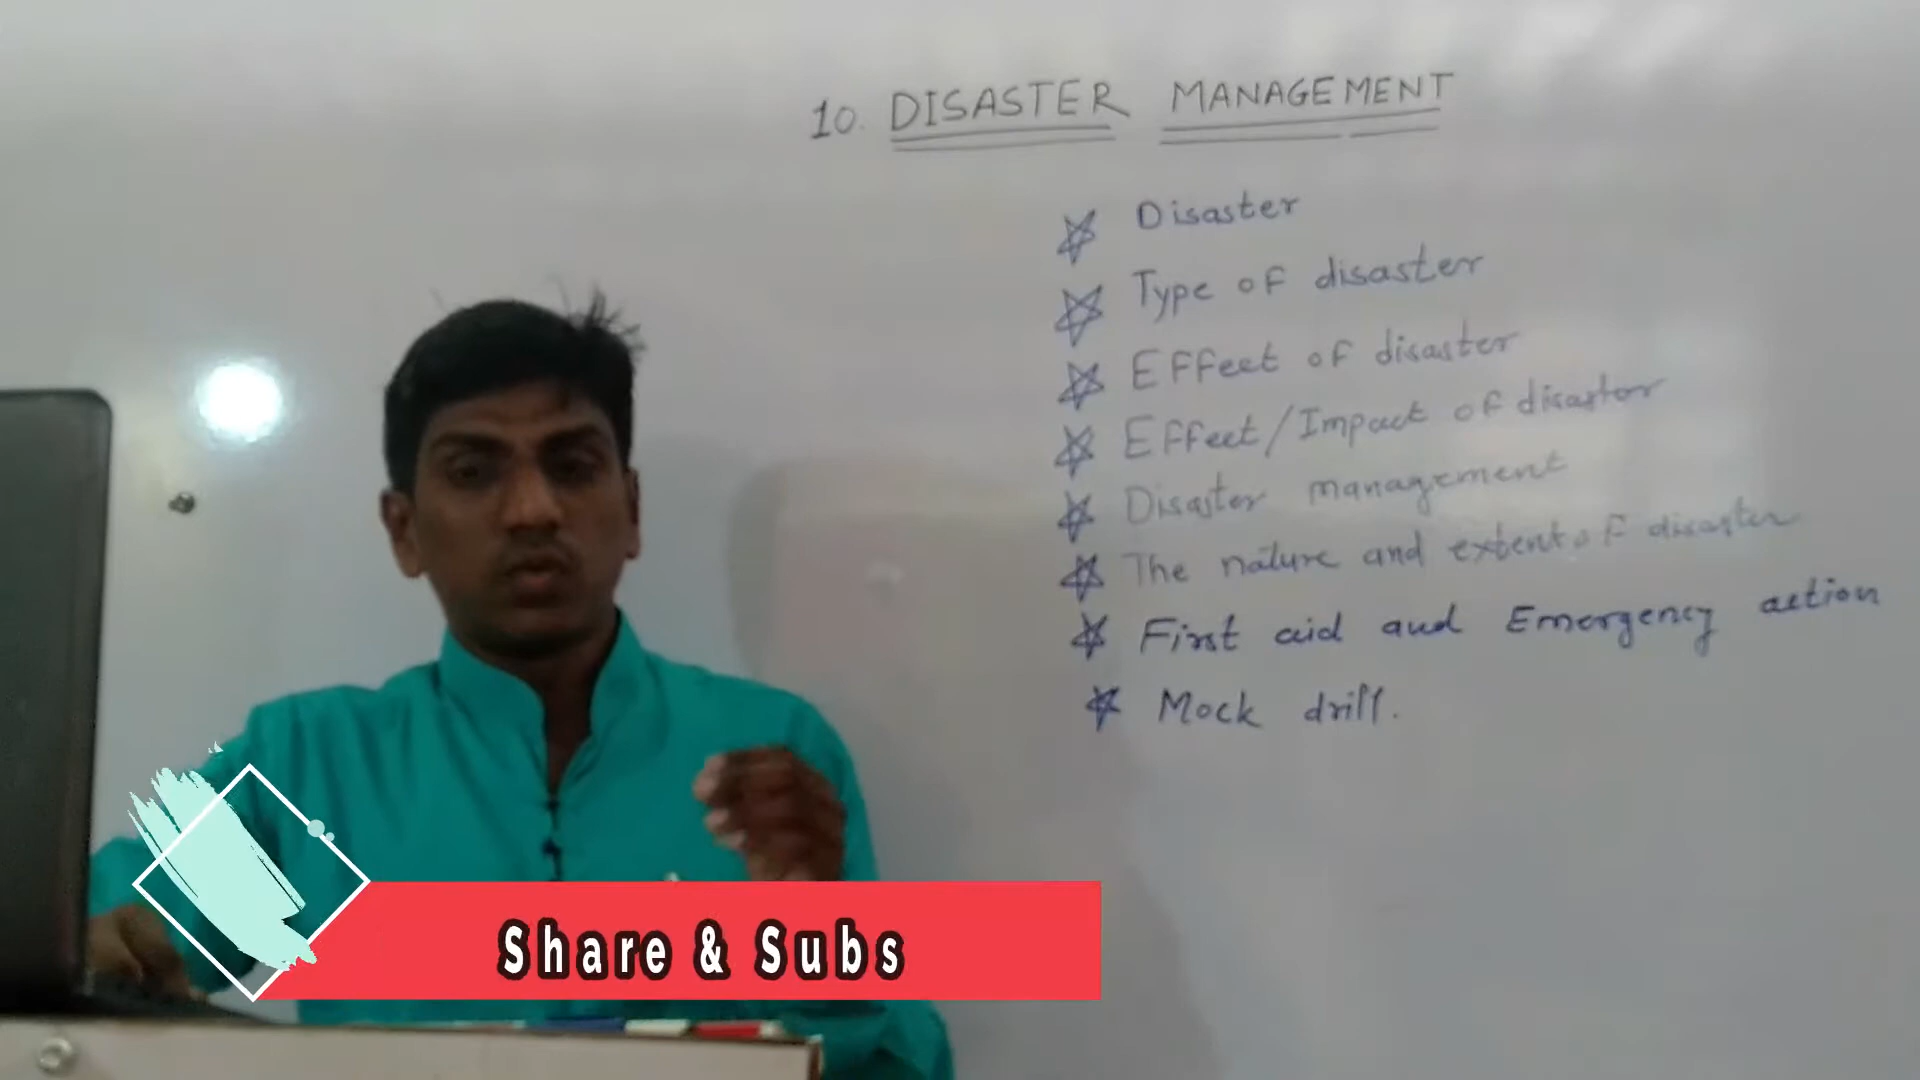 10. DISASTER MANAGEMENT
Disaster
Type of disaster
Effect of disaster
Effect/Impact of disaster
Disaster management
The nature and extent of disaster
First aid and Emergency action
Mock drill.
Share & Subs